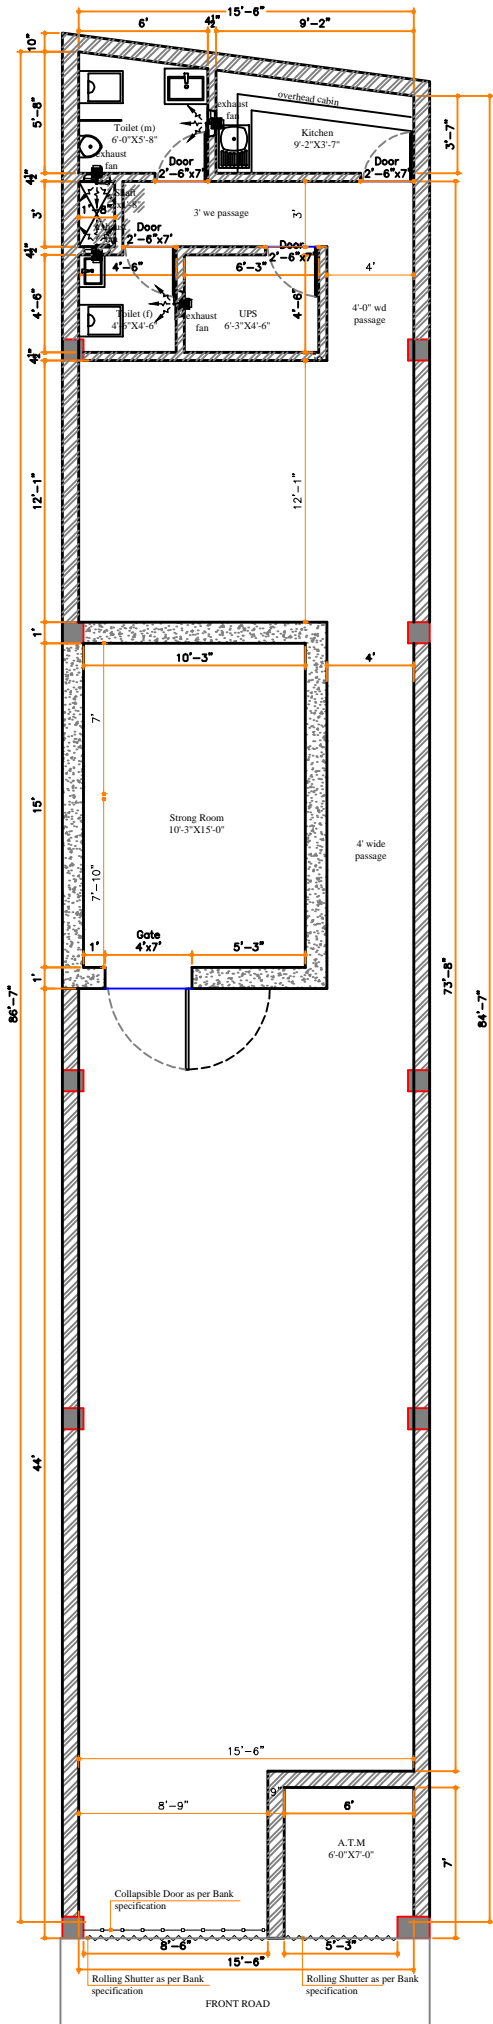 15'-6"
6'
4½"
9'-2"
10"
5'-8"
exhaust
fan
overhead cabin
Toilet (m)
6'-0"X5'-8"
Kitchen
9'-2"X3'-7"
3'-7"
exhaust
fan
Door
2'-6"x7'
Door
2'-6"x7'
4½"
Shaft
1'-8"
3'
3' we passage
3'
Door
2'-6"x7'
Door
2'-6"x7'
4½"
4'-6"
6'-3"
4'
4'-6"
Toilet (f)
4'-6"X4'-6"
exhaust
fan
UPS
6'-3"X4'-6"
4'-6"
4'-0" wd
passage
4½"
12'-1"
12'-1"
1'
10'-3"
4'
7'
15'
Strong Room
10'-3"X15'-0"
4' wide
passage
7'-10"
Gate
1'
4'x7'
5'-3"
1'
86'-7"
73'-8"
84'-7"
44'
15'-6"
8'-9"
9"
6'
A.T.M
6'-0"X7'-0"
7'
Collapsible Door as per Bank
specification
8'-6"
5'-3"
15'-6"
Rolling Shutter as per Bank
specification
Rolling Shutter as per Bank
specification
FRONT ROAD